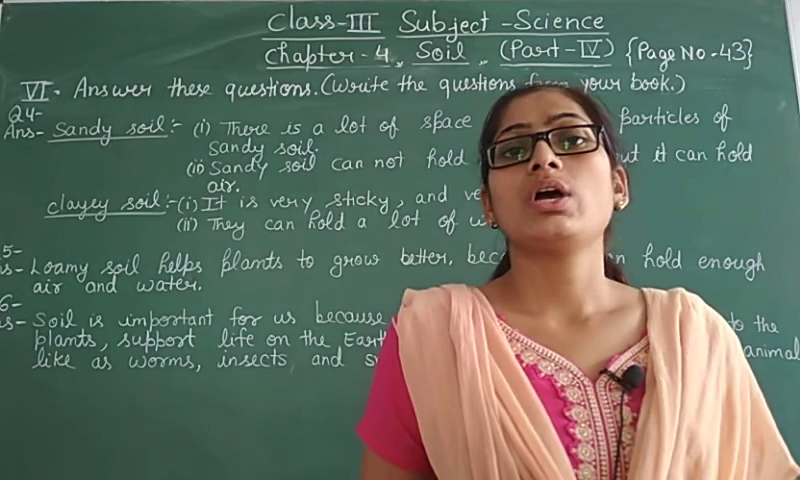 Class-III Subject-Science
Chapter-4, Soil, (Part-IV) {Page No-43}
VI. Answer these questions. (Write the questions from your book.)
Q4-
Ans- Sandy soil:- (i) There is a lot of space particles of
Sandy soil.
(ii) Sandy soil can not hold but it can hold
air.
clayey soil:- (i) It is very sticky, and
(ii) They can hold a lot of
5-
s- Loamy soil helps plants to grow better, hold enough
air and water.
6-
s- Soil is important for us because to the
plants, support life on the Earth animal
like as worms, insects, and